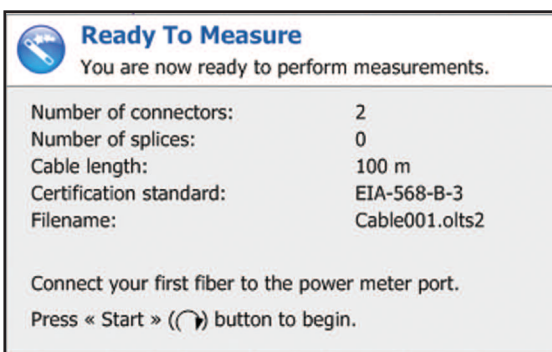 Ready To Measure
You are now ready to perform measurements.
Number of connectors: 2
Number of splices: 0
Cable length: 100 m
Certification standard: EIA-568-B-3
Filename: Cable001.olts2
Connect your first fiber to the power meter port.
Press « Start » (↷) button to begin.